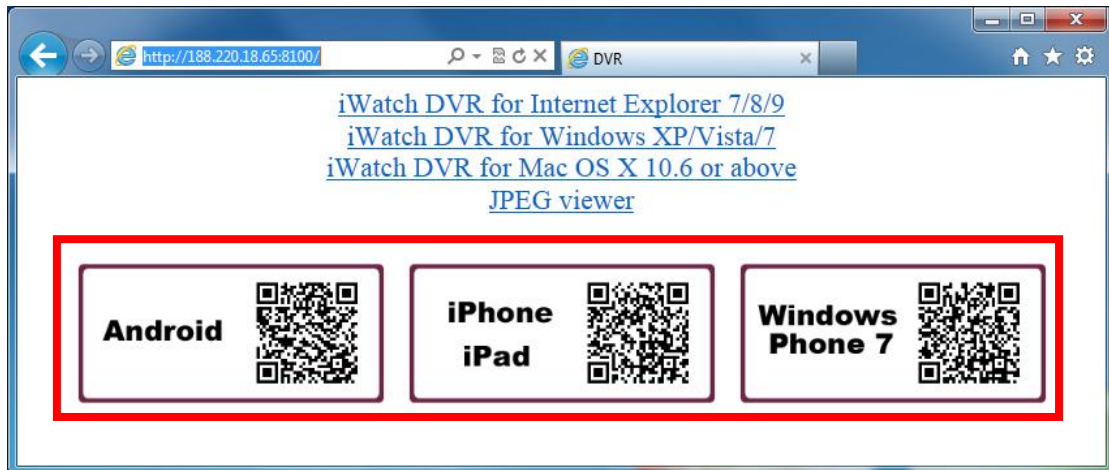 http://188.220.18.65:8100/
DVR
iWatch DVR for Internet Explorer 7/8/9
iWatch DVR for Windows XP/Vista/7
iWatch DVR for Mac OS X 10.6 or above
JPEG viewer
Android
iPhone
iPad
Windows
Phone 7